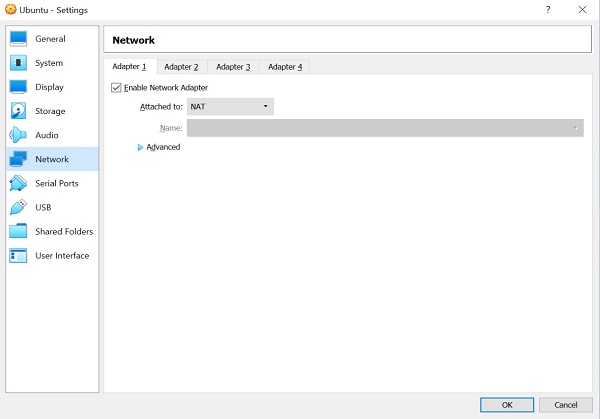 Ubuntu - Settings
?
General
System
Display
Storage
Audio
Network
Serial Ports
USB
Shared Folders
User Interface
Network
Adapter 1
Adapter 2
Adapter 3
Adapter 4
Enable Network Adapter
Attached to: NAT
Name:
Advanced
OK
Cancel